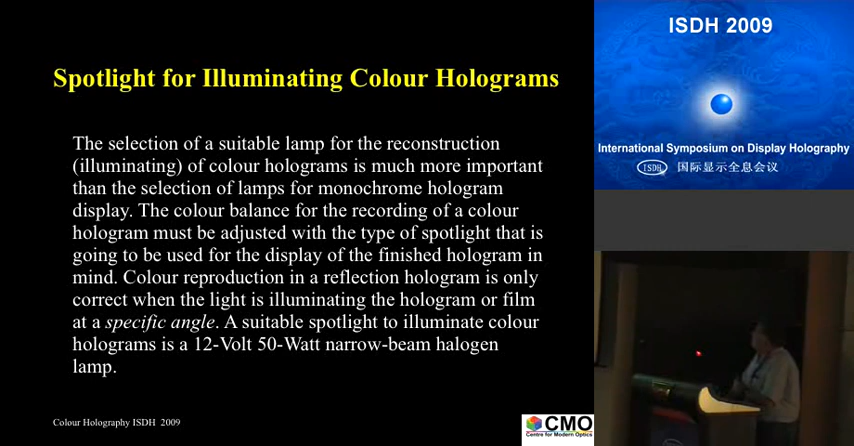 Spotlight for Illuminating Colour Holograms
The selection of a suitable lamp for the reconstruction
(illuminating) of colour holograms is much more important
than the selection of lamps for monochrome hologram
display. The colour balance for the recording of a colour
hologram must be adjusted with the type of spotlight that is
going to be used for the display of the finished hologram in
mind. Colour reproduction in a reflection hologram is only
correct when the light is illuminating the hologram or film
at a specific angle. A suitable spotlight to illuminate colour
holograms is a 12-Volt 50-Watt narrow-beam halogen
lamp.
Colour Holography ISDH 2009
CMO
Centre for Modern Optics
ISDH 2009
International Symposium on Display Holography
ISDH 国际显示全息会议